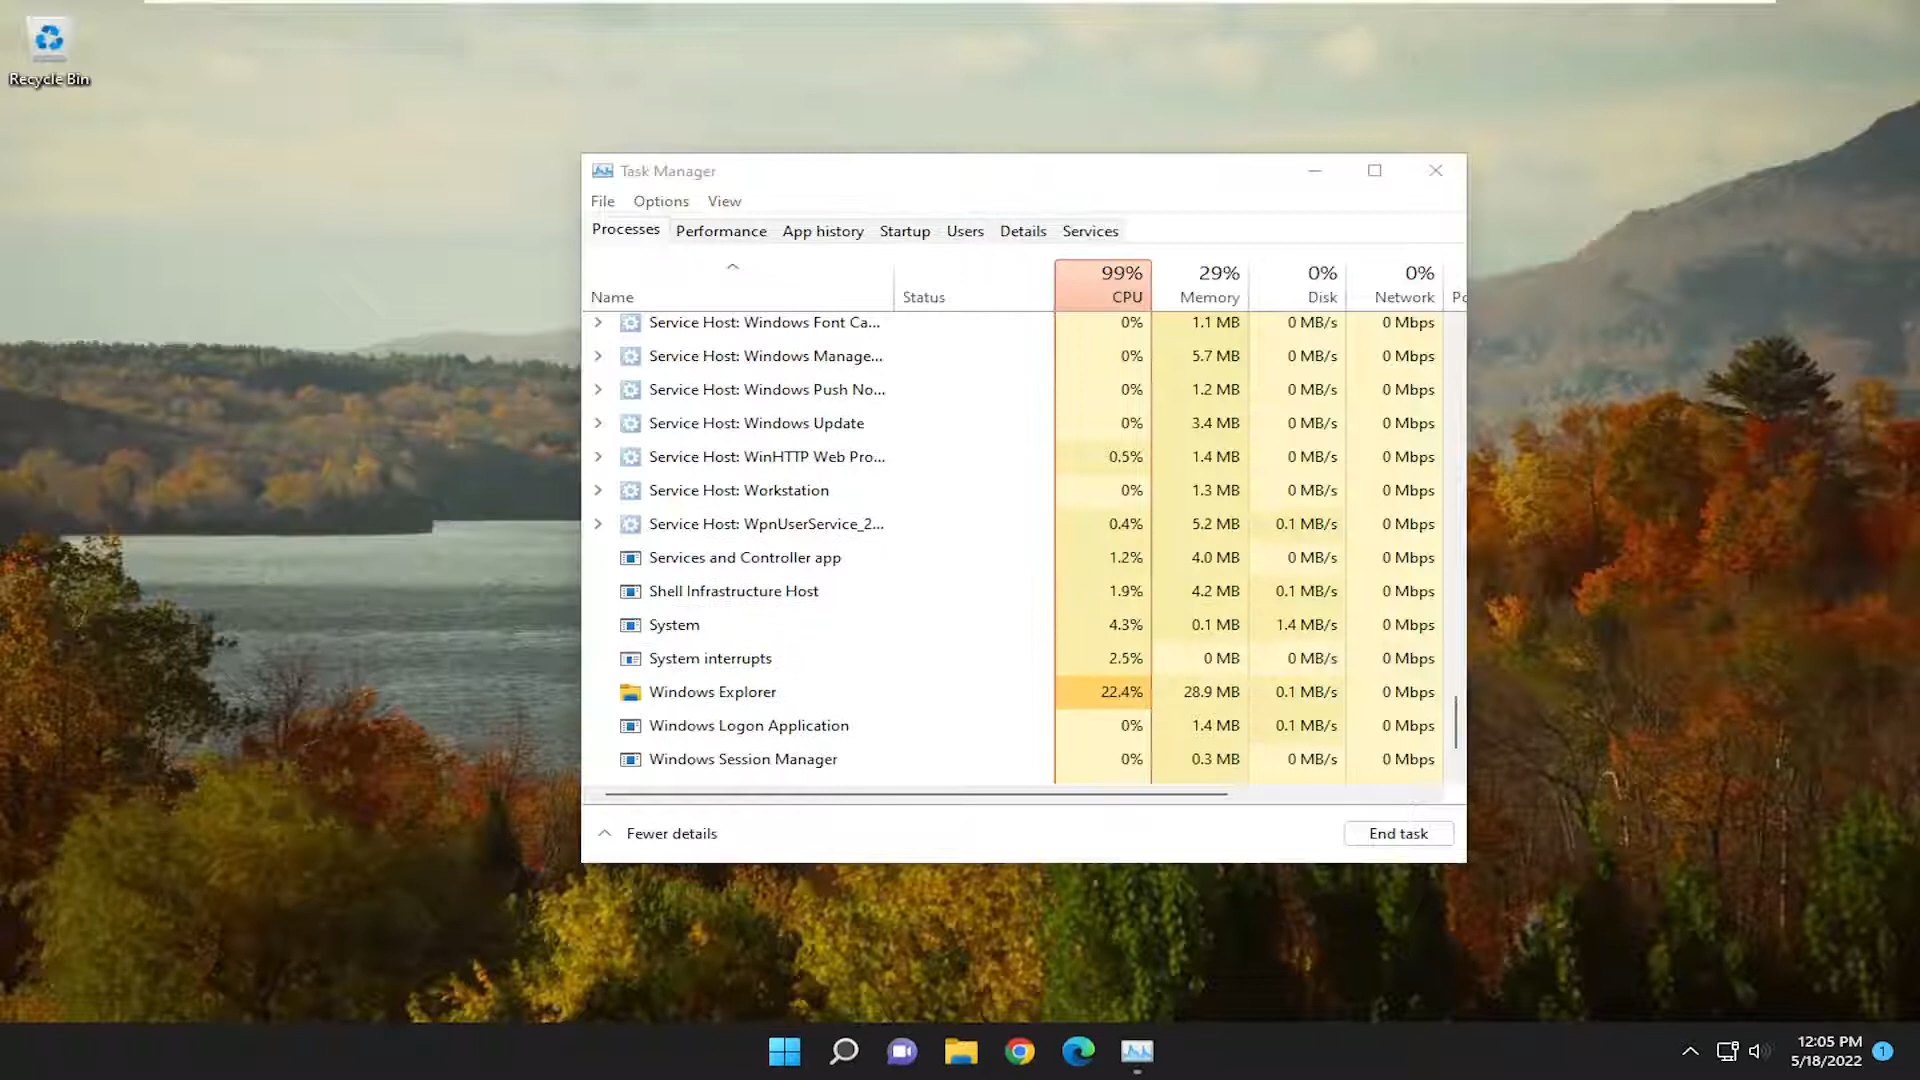 Recycle Bin
Task Manager
File Options View
Processes Performance App history Startup Users Details Services
99% 29% 0% 0%
Name Status CPU Memory Disk Network Po
Service Host: Windows Font Ca... 0% 1.1 MB 0 MB/s 0 Mbps
Service Host: Windows Manage... 0% 5.7 MB 0 MB/s 0 Mbps
Service Host: Windows Push No... 0% 1.2 MB 0 MB/s 0 Mbps
Service Host: Windows Update 0% 3.4 MB 0 MB/s 0 Mbps
Service Host: WinHTTP Web Pro... 0.5% 1.4 MB 0 MB/s 0 Mbps
Service Host: Workstation 0% 1.3 MB 0 MB/s 0 Mbps
Service Host: WpnUserService_2... 0.4% 5.2 MB 0.1 MB/s 0 Mbps
Services and Controller app 1.2% 4.0 MB 0 MB/s 0 Mbps
Shell Infrastructure Host 1.9% 4.2 MB 0.1 MB/s 0 Mbps
System 4.3% 0.1 MB 1.4 MB/s 0 Mbps
System interrupts 2.5% 0 MB 0 MB/s 0 Mbps
Windows Explorer 22.4% 28.9 MB 0.1 MB/s 0 Mbps
Windows Logon Application 0% 1.4 MB 0.1 MB/s 0 Mbps
Windows Session Manager 0% 0.3 MB 0 MB/s 0 Mbps
Fewer details End task
12:05 PM
5/18/2022 1